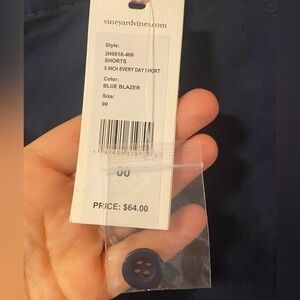 vineyardvines.com
Style:
2H0518-406
SHORTS
5 INCH EVERY DAY SHORT
Color:
BLUE BLAZER
Size:
00
00
PRICE: $64.00